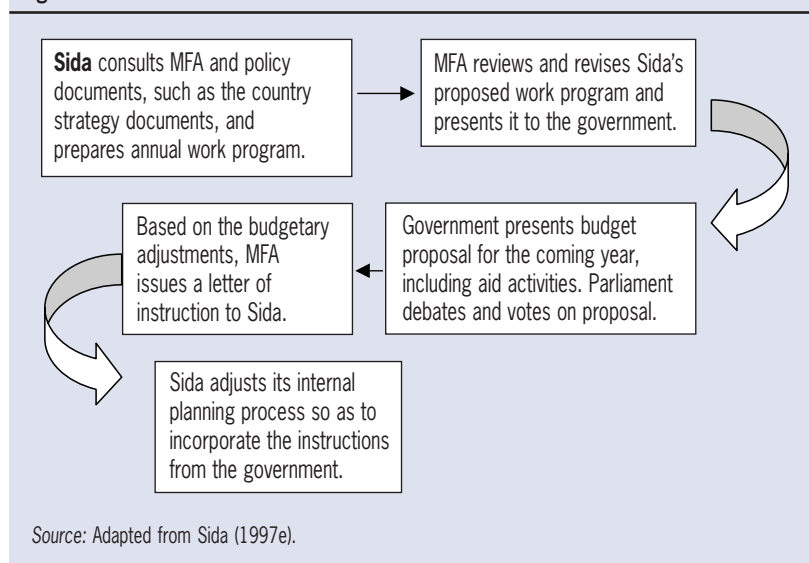 Sida consults MFA and policy
documents, such as the country
strategy documents, and
prepares annual work program.
MFA reviews and revises Sida's
proposed work program and
presents it to the government.
Government presents budget
proposal for the coming year,
including aid activities. Parliament
debates and votes on proposal.
Based on the budgetary
adjustments, MFA
issues a letter of
instruction to Sida.
Sida adjusts its internal
planning process so as to
incorporate the instructions
from the government.
Source: Adapted from Sida (1997e).